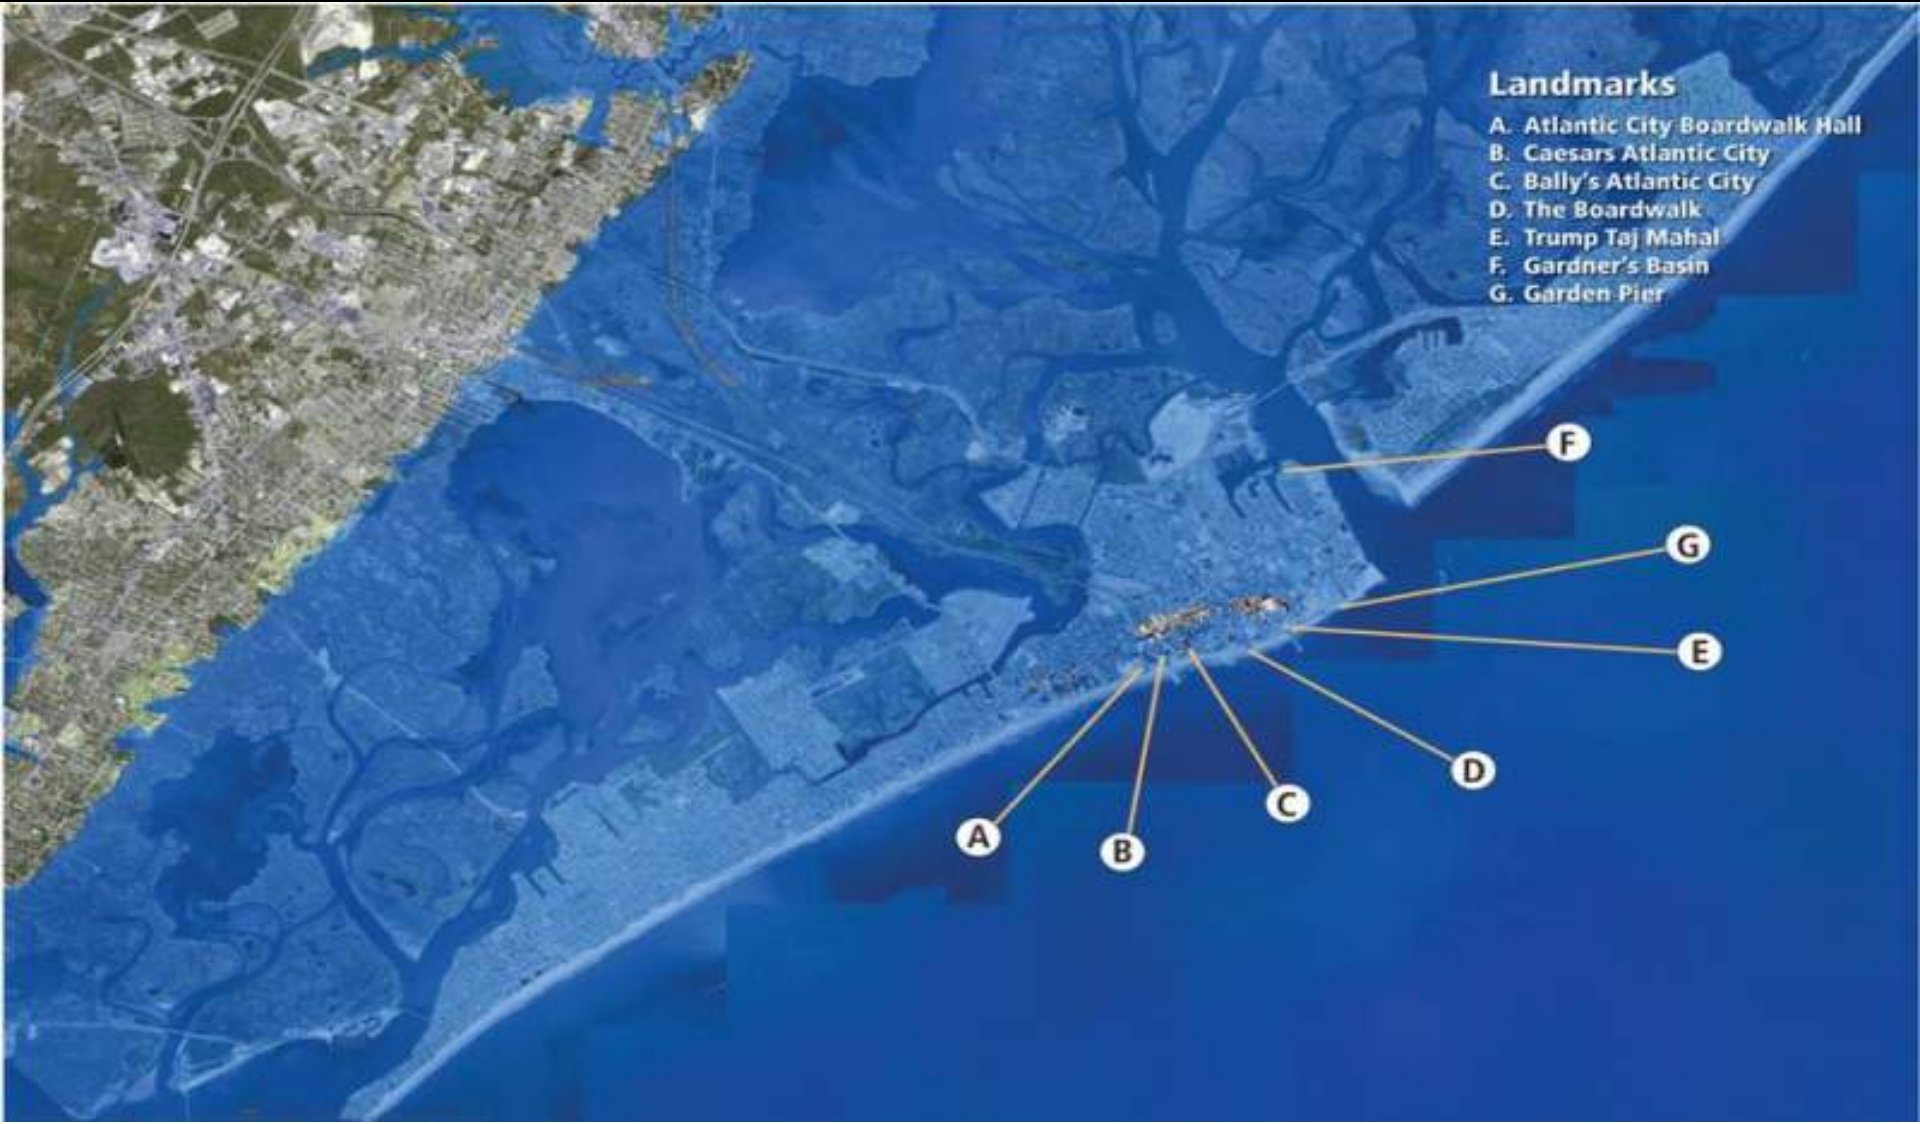 Landmarks
A. Atlantic City Boardwalk Hall
B. Caesars Atlantic City
C. Bally's Atlantic City
D. The Boardwalk
E. Trump Taj Mahal
F. Gardner's Basin
G. Garden Pier
F
G
E
D
C
A
B